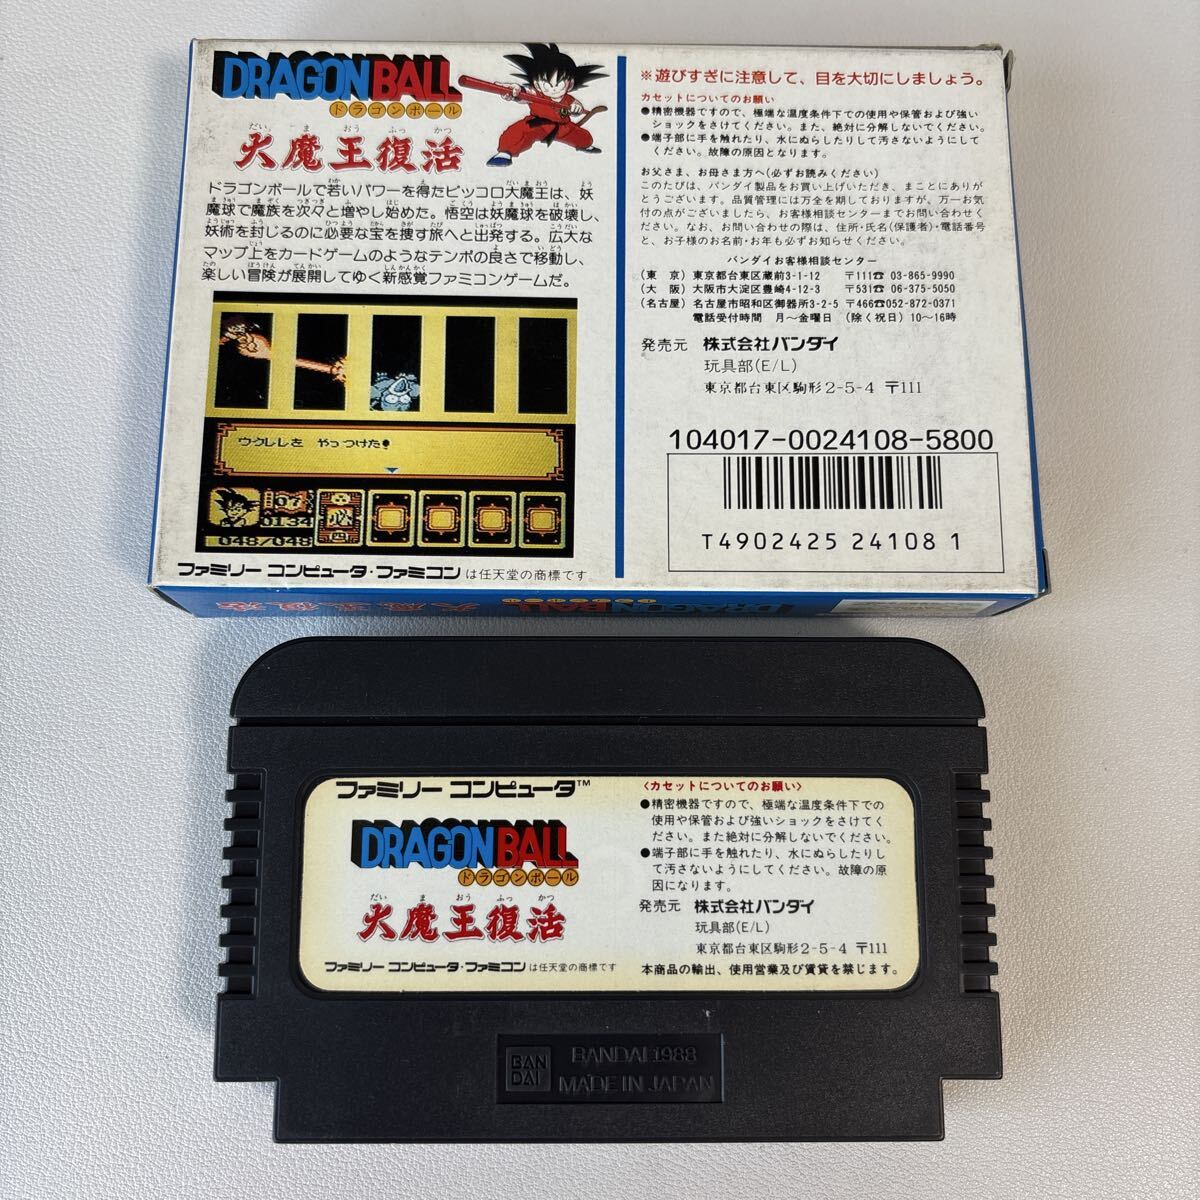 DRAGON BALL
ドラゴンボール
だい ま おう ふっ かつ
大魔王復活
ドラゴンボールで若いパワーを得たピッコロ大魔王は、妖
魔球で魔族を次々と増やし始めた。悟空は妖魔球を破壊し、
妖術を封じるのに必要な宝を捜す旅へと出発する。広大な
マップ上をカードゲームのようなテンポの良さで移動し、
楽しい冒険が展開してゆく新感覚ファミコンゲームだ。
ウクレレを やっつけた!
07
01.34
必
四
048/048
ファミリー コンピュータ・ファミコン は任天堂の商標です
※遊びすぎに注意して、目を大切にしましょう。
カセットについてのお願い
●精密機器ですので、極端な温度条件下での使用や保管および強い
ショックをさけてください。また、絶対に分解しないでください。
●端子部に手を触れたり、水にぬらしたりして汚さないようにして
ください。故障の原因となります。
お父さま、お母さま方へ(必ずお読みください)
このたびは、バンダイ製品をお買い上げいただき、まことにありが
とうございます。品質管理には万全を期しておりますが、万一お気
付の点がございましたら、お客様相談センターまでお問い合わせく
ださい。なお、お問い合わせの際は、住所・氏名(保護者)・電話番号
と、お子様のお名前・お年も必ずお知らせください。
バンダイお客様相談センター
(東 京) 東京都台東区蔵前3-1-12 〒111☎ 03-865-9990
(大 阪) 大阪市大淀区豊崎4-12-3 〒531☎ 06-375-5050
(名古屋) 名古屋市昭和区御器所3-2-5 〒466☎052-872-0371
電話受付時間 月〜金曜日 (除く祝日) 10〜16時
発売元 株式会社バンダイ
玩具部(E/L)
東京都台東区駒形2-5-4 〒111
104017-0024108-5800
T4902425 24108 1
DRAGON BALL
ドラゴンボール
大魔王復活
ファミリー コンピュータ™
DRAGON BALL
ドラゴンボール
だい ま おう ふっ かつ
大魔王復活
ファミリー コンピュータ・ファミコン は任天堂の商標です
〈カセットについてのお願い〉
●精密機器ですので、極端な温度条件下での
使用や保管および強いショックをさけてく
ださい。また絶対に分解しないでください。
●端子部に手を触れたり、水にぬらしたりし
て汚さないようにしてください。故障の原
因になります。
発売元 株式会社バンダイ
玩具部(E/L)
東京都台東区駒形2-5-4 〒111
本商品の輸出、使用営業及び賃貸を禁じます。
BAN
DAI
BANDAI 1988
MADE IN JAPAN